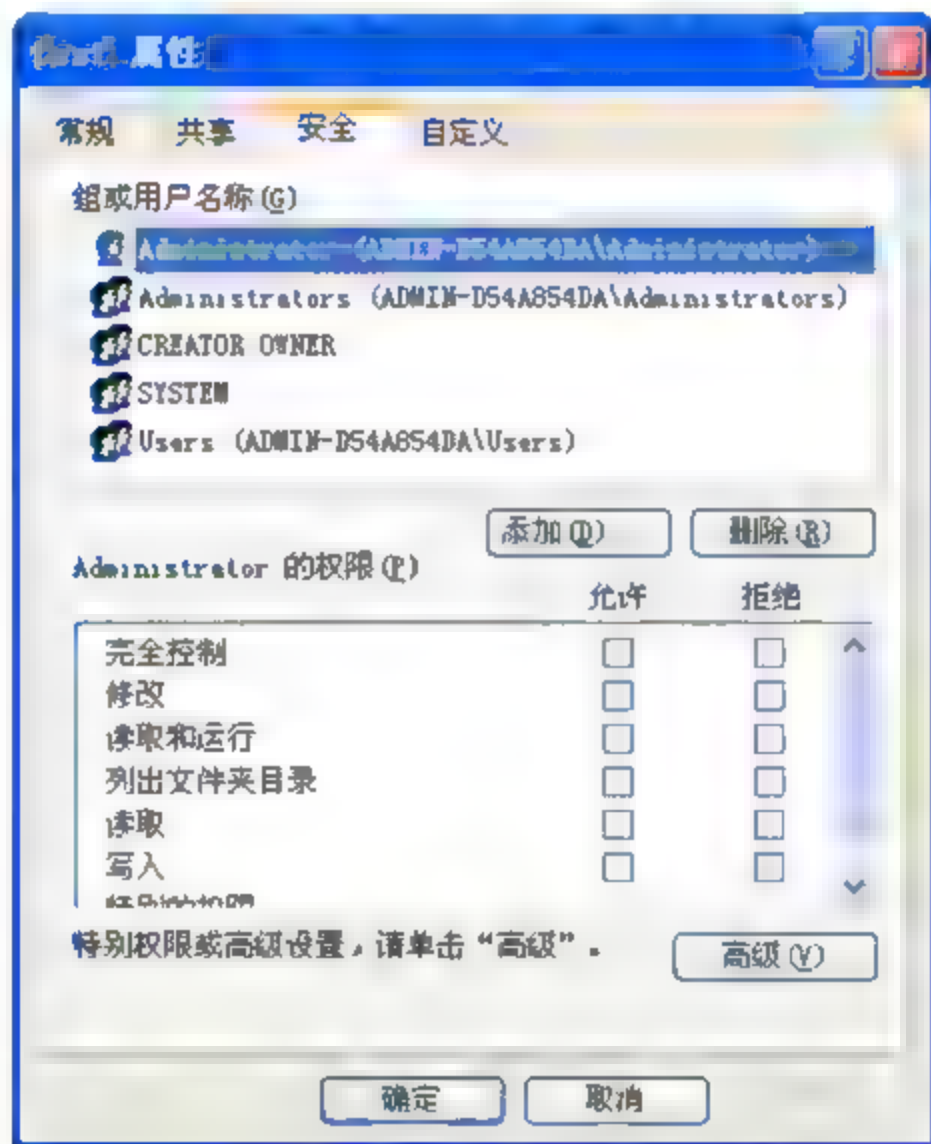 属性
常规 共享 安全 自定义
组或用户名称(G)
Administrator (ADMIN-D54A854DA\Administrator)
Administrators (ADMIN-D54A854DA\Administrators)
CREATOR OWNER
SYSTEM
Users (ADMIN-D54A854DA\Users)
添加(D) 删除(R)
Administrator 的权限(P)
允许 拒绝
完全控制
修改
读取和运行
列出文件夹目录
读取
写入
特别权限或高级设置，请单击“高级”。
高级(V)
确定 取消